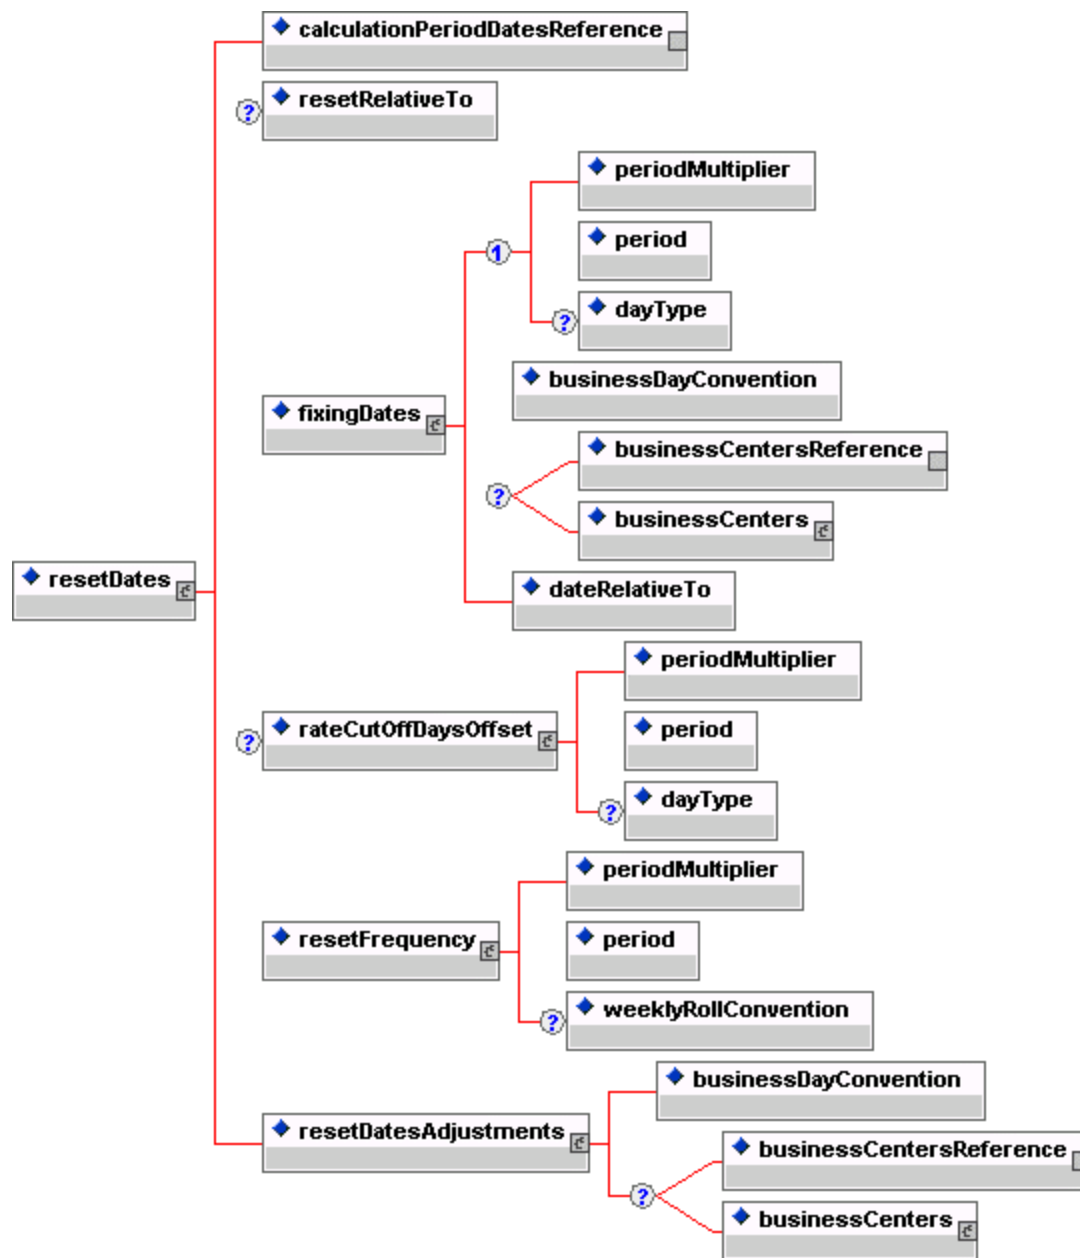 calculationPeriodDatesReference
? resetRelativeTo
periodMultiplier
1
period
? dayType
businessDayConvention
fixingDates
businessCentersReference
?
businessCenters
resetDates
dateRelativeTo
periodMultiplier
? rateCutOffDaysOffset
period
? dayType
periodMultiplier
resetFrequency
period
? weeklyRollConvention
businessDayConvention
resetDatesAdjustments
businessCentersReference
?
businessCenters